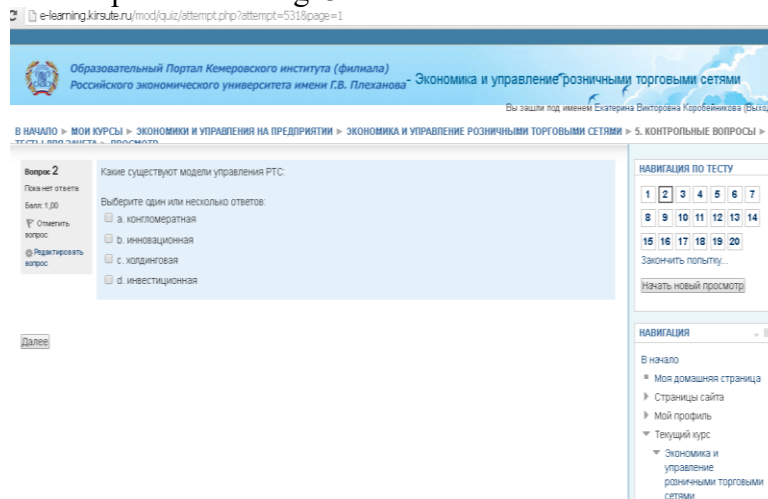 e-learning.kirsute.ru/mod/quiz/attempt.php?attempt=531&page=1
Образовательный Портал Кемеровского института (филиала)
Российского экономического университета имени Г.В. Плеханова - Экономика и управление розничными торговыми сетями
Вы зашли под именем Екатерина Викторовна Коробейникова (Выход
В НАЧАЛО ► МОИ КУРСЫ ► ЭКОНОМИКИ И УПРАВЛЕНИЯ НА ПРЕДПРИЯТИИ ► ЭКОНОМИКА И УПРАВЛЕНИЕ РОЗНИЧНЫМИ ТОРГОВЫМИ СЕТЯМИ ► 5. КОНТРОЛЬНЫЕ ВОПРОСЫ ►
ТЕСТЫ ДЛЯ ЗАЧЕТА ► ПРОСМОТР
Вопрос 2
Пока нет ответа
Балл: 1,00
Отметить
вопрос
Редактировать
вопрос
Какие существуют модели управления РТС:
Выберите один или несколько ответов:
a. конгломератная
b. инновационная
c. холдинговая
d. инвестиционная
Далее
НАВИГАЦИЯ ПО ТЕСТУ
1 2 3 4 5 6 7
8 9 10 11 12 13 14
15 16 17 18 19 20
Закончить попытку...
Начать новый просмотр
НАВИГАЦИЯ
В начало
Моя домашняя страница
Страницы сайта
Мой профиль
Текущий курс
Экономика и
управление
розничными торговыми
сетями